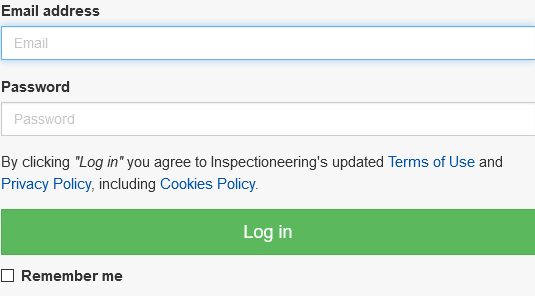 Email address
Email
Password
Password
By clicking "Log in" you agree to Inspectioneering's updated Terms of Use and
Privacy Policy, including Cookies Policy.
Log in
Remember me